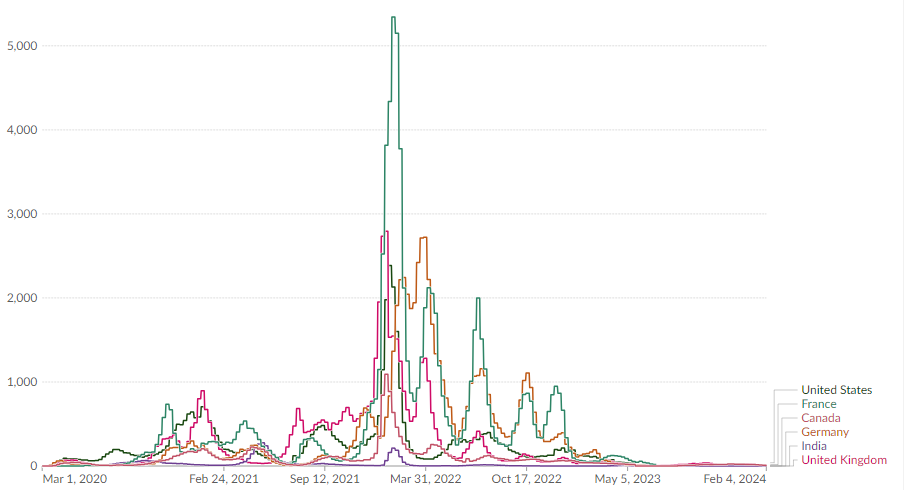 5,000
4,000
3,000
2,000
1,000
0
Mar 1, 2020 Feb 24, 2021 Sep 12, 2021 Mar 31, 2022 Oct 17, 2022 May 5, 2023 Feb 4, 2024
United States
France
Canada
Germany
India
United Kingdom